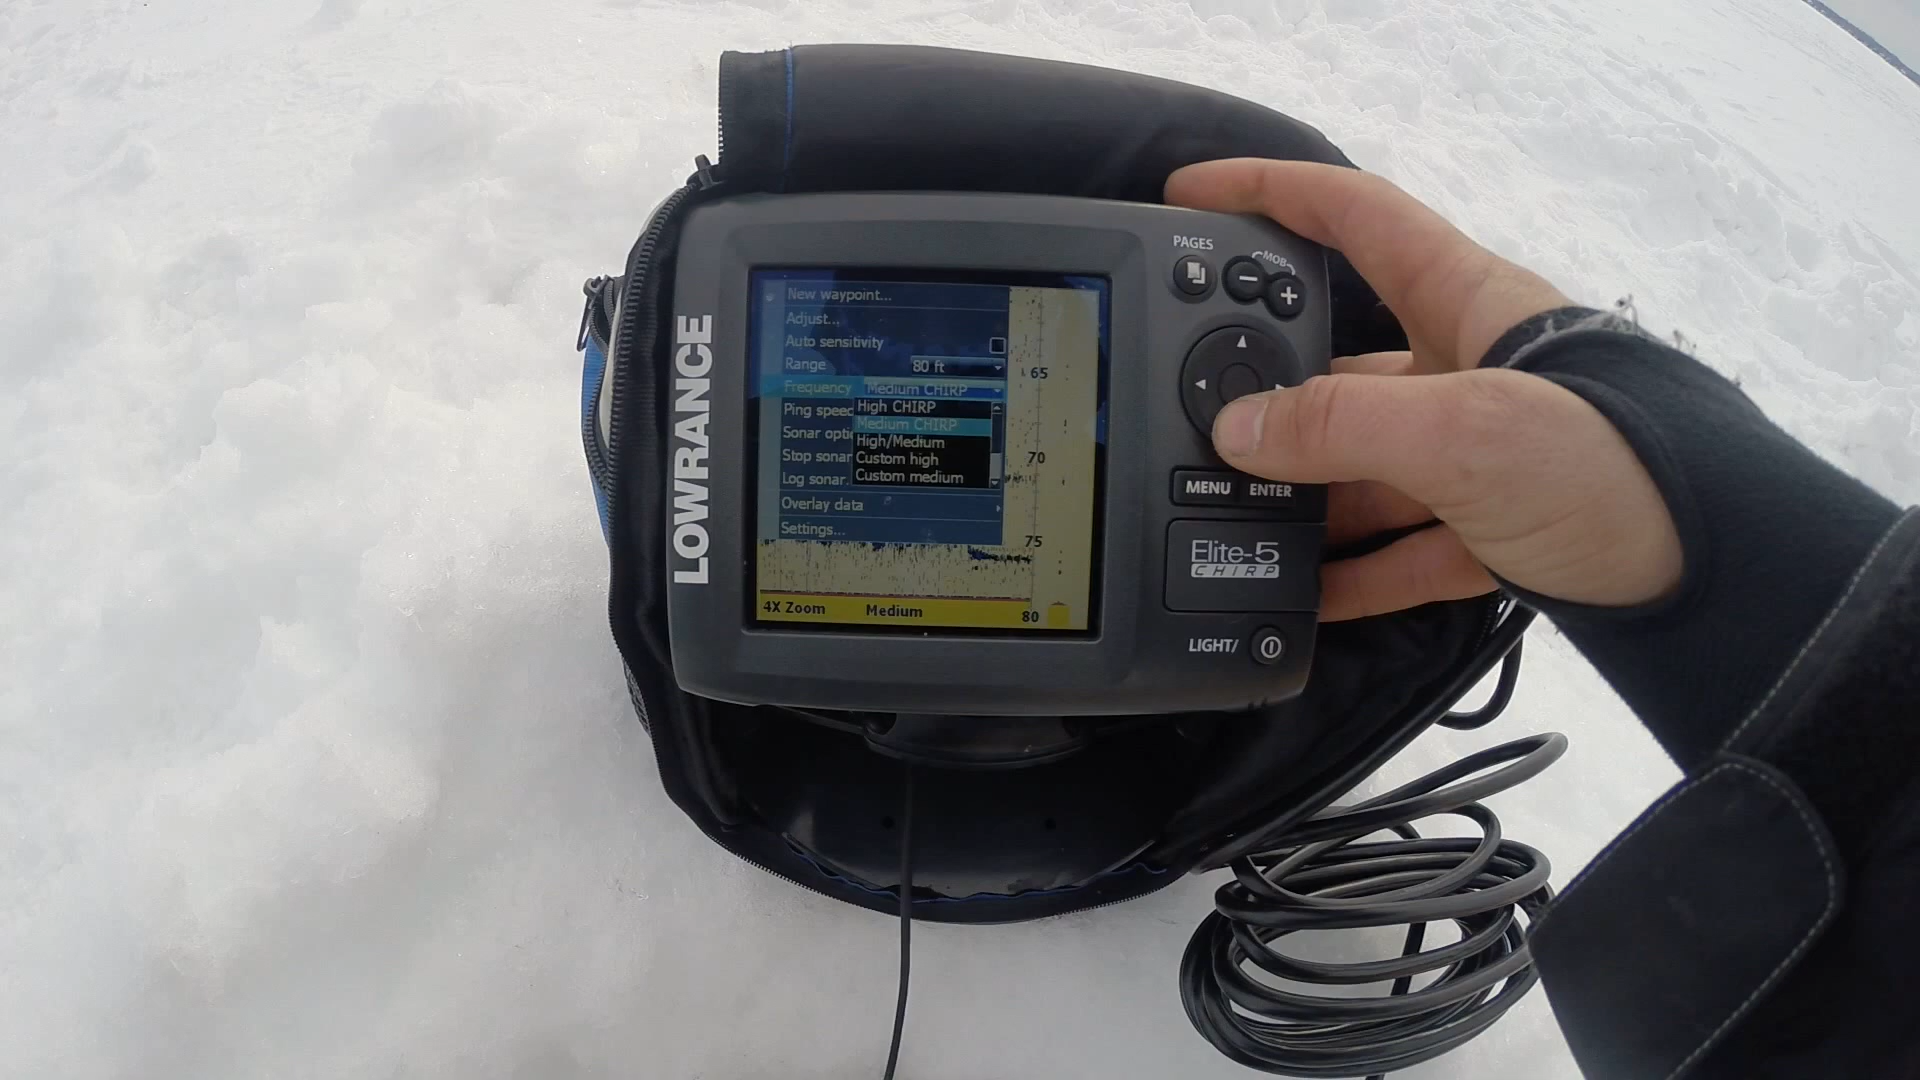 LOWRANCE
New waypoint...
Adjust...
Auto sensitivity
Range 80 ft
Frequency Medium CHIRP
High CHIRP
Medium CHIRP
High/Medium
Custom high
Custom medium
Ping speed
Sonar opti
Stop sonar
Log sonar.
Overlay data
Settings...
65
70
75
80
4X Zoom Medium
PAGES
MOB
− +
MENU ENTER
Elite-5
CHIRP
LIGHT/